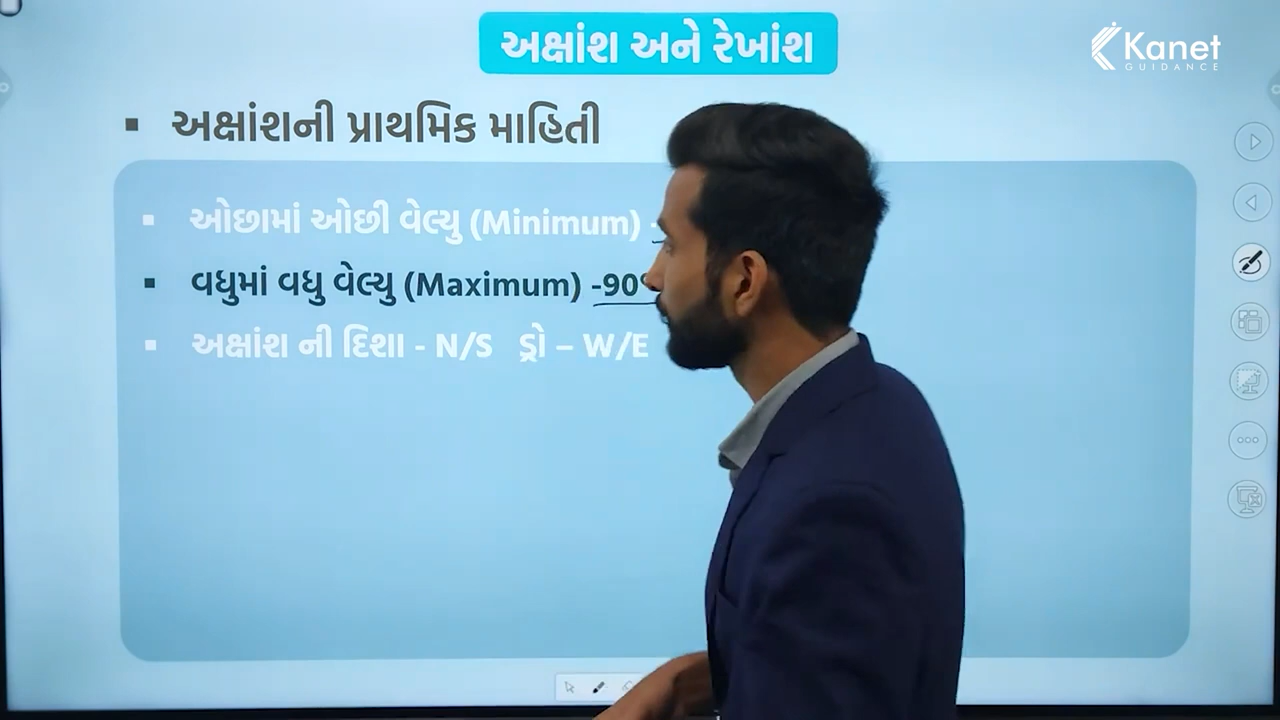 અક્ષાંશ અને રેખાંશ
Kanet
GUIDANCE
▪ અક્ષાંશની પ્રાથમિક માહિતી
▪ ઓછામાં ઓછી વેલ્યુ (Minimum) -
▪ વધુમાં વધુ વેલ્યુ (Maximum) -90°
▪ અક્ષાંશ ની દિશા - N/S ડ્રો – W/E